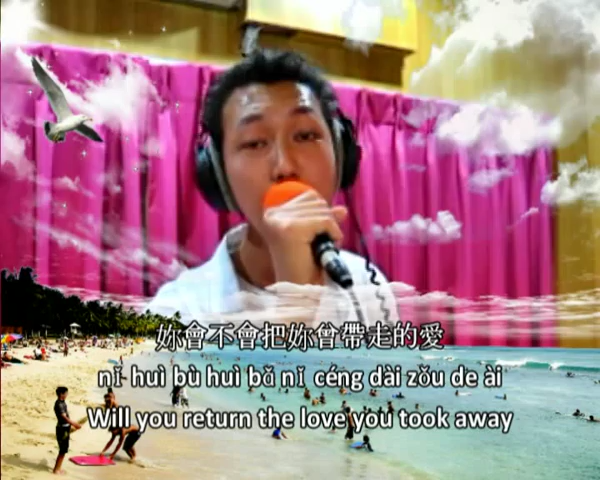 妳會不會把妳曾帶走的愛
nǐ huì bù huì bǎ nǐ céng dài zǒu de ài
Will you return the love you took away